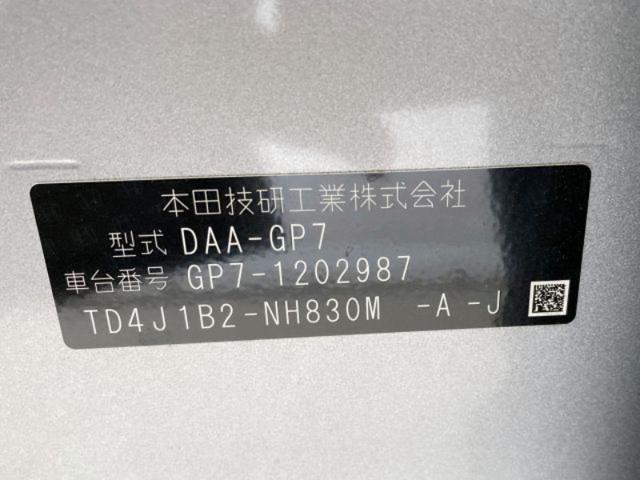 本田技研工業株式会社
型式 DAA-GP7
車台番号 GP7-1202987
TD4J1B2-NH830M -A -J